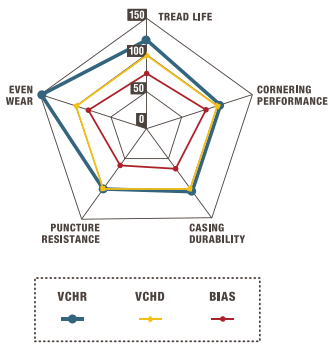 150
TREAD LIFE
100
50
0
EVEN
WEAR
CORNERING
PERFORMANCE
PUNCTURE
RESISTANCE
CASING
DURABILITY
VCHR VCHD BIAS